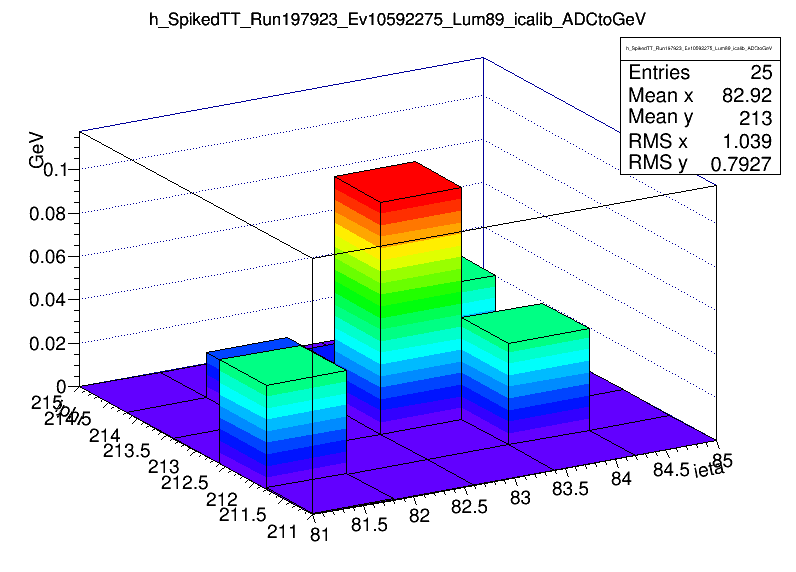 h_SpikedTT_Run197923_Ev10592275_Lum89_icalib_ADCtoGeV
h_SpikedTT_Run197923_Ev10592275_Lum89_icalib_ADCtoGeV
Entries 25
Mean x 82.92
Mean y 213
RMS x 1.039
RMS y 0.7927
GeV
0.1
0.08
0.06
0.04
0.02
0
215
214.5
214
213.5
213
212.5
212
211.5
211
81
81.5
82
82.5
83
83.5
84
84.5
85
ieta